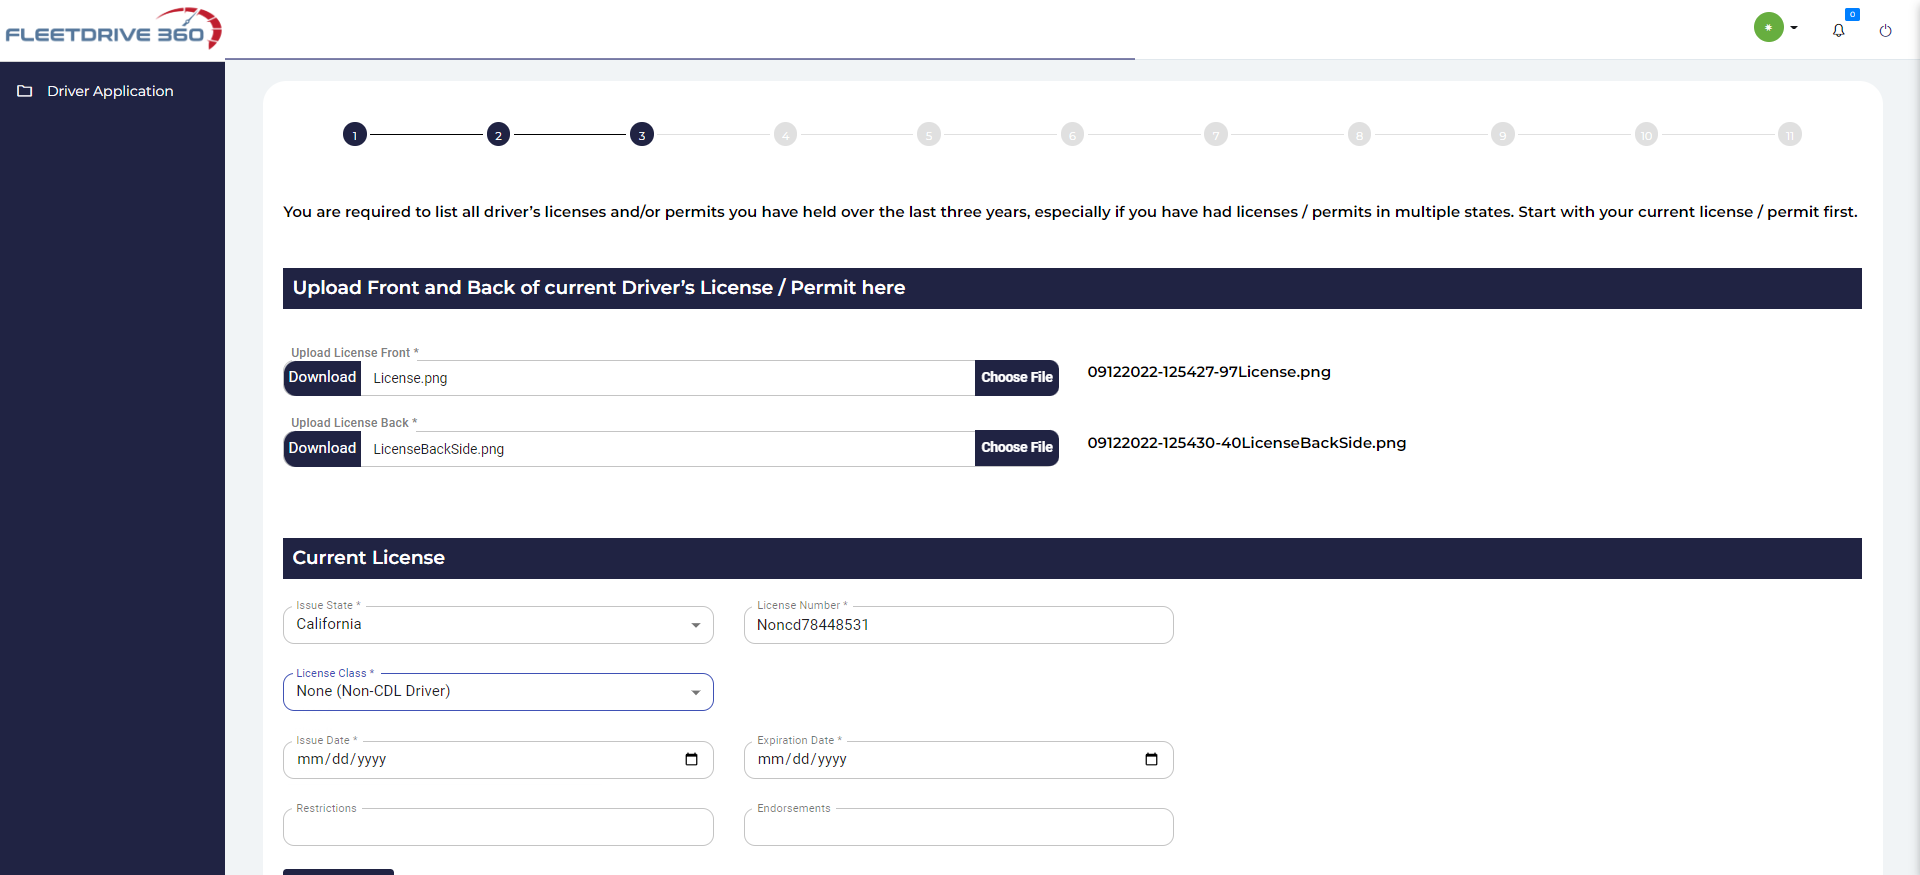 FLEETDRIVE 360
0
Driver Application
1 2 3 4 5 6 7 8 9 10 11
You are required to list all driver’s licenses and/or permits you have held over the last three years, especially if you have had licenses / permits in multiple states. Start with your current license / permit first.
Upload Front and Back of current Driver’s License / Permit here
Upload License Front *
Download License.png Choose File 09122022-125427-97License.png
Upload License Back *
Download LicenseBackSide.png Choose File 09122022-125430-40LicenseBackSide.png
Current License
Issue State * License Number *
California Noncd78448531
License Class *
None (Non-CDL Driver)
Issue Date * Expiration Date *
mm/dd/yyyy mm/dd/yyyy
Restrictions Endorsements